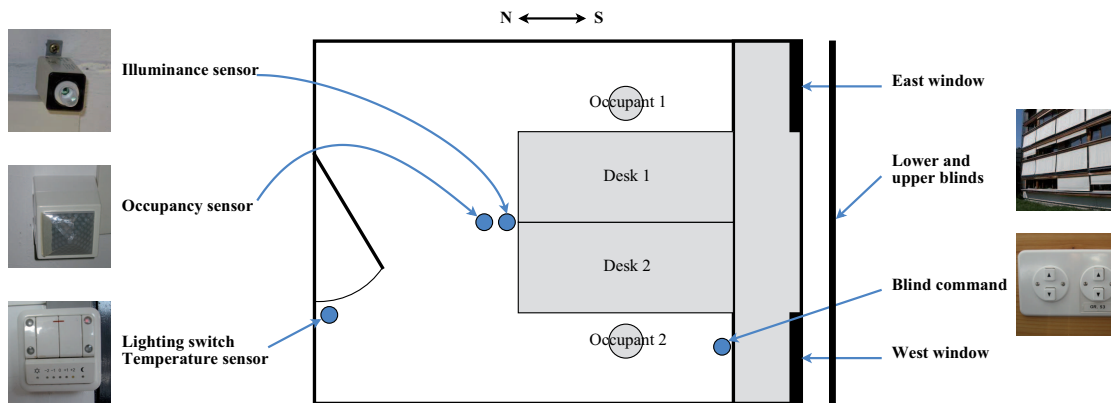 N
S
Illuminance sensor
Occupancy sensor
Lighting switch
Temperature sensor
Occupant 1
Desk 1
Desk 2
Occupant 2
East window
Lower and
upper blinds
Blind command
West window